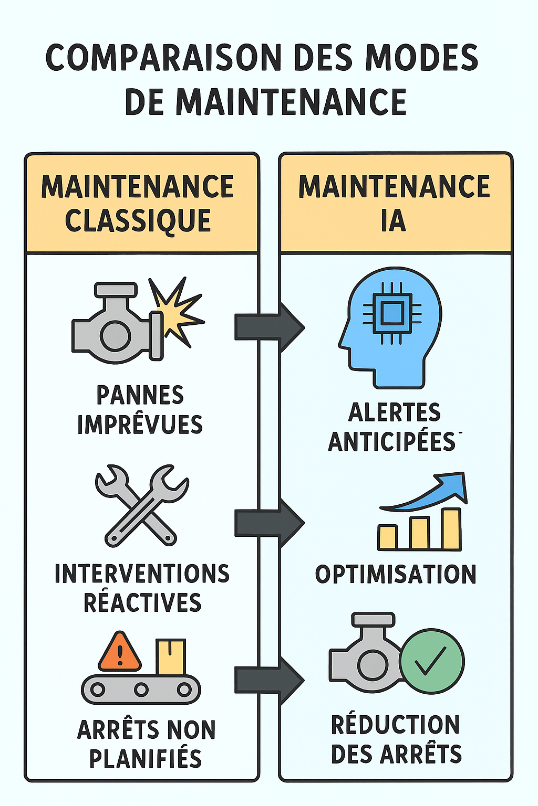 COMPARAISON DES MODES
DE MAINTENANCE
MAINTENANCE
CLASSIQUE
PANNES
IMPRÊVUES
INTERVENTIONS
RÉACTIVES
ARRÊTS NON
PLANIFIÉS
MAINTENANCE
IA
ALERTES
ANTICIPÉES
OPTIMISATION
RÉDUCTION
DES ARRÊTS